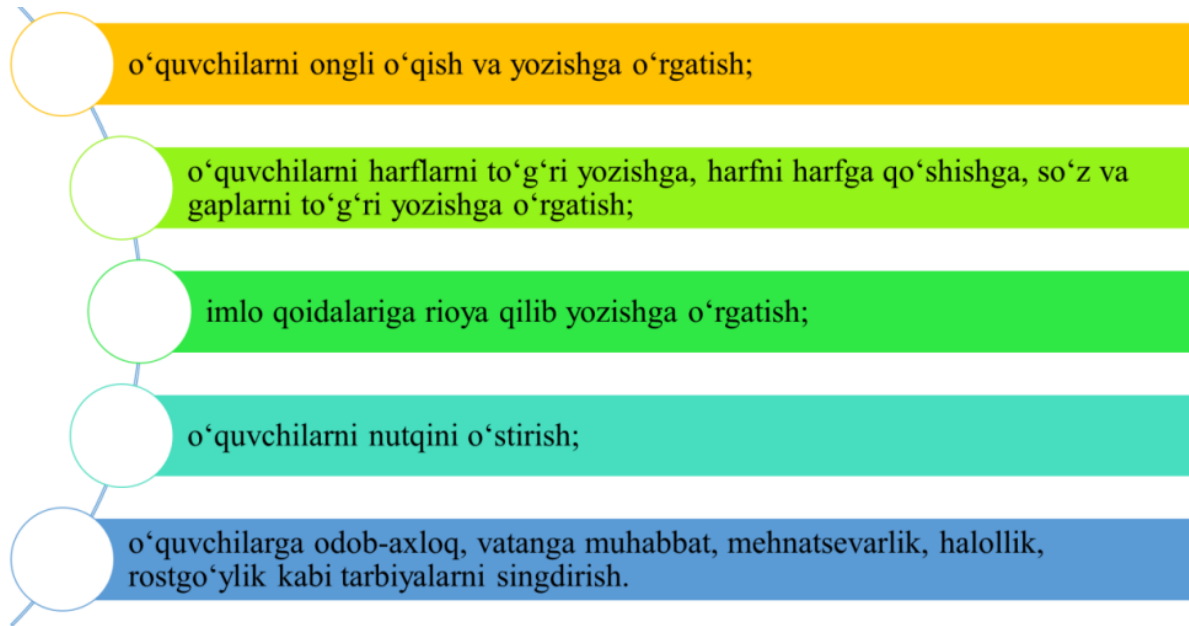 o‘quvchilarni ongli o‘qish va yozishga o‘rgatish;
o‘quvchilarni harflarni to‘g‘ri yozishga, harfni harfga qo‘shishga, so‘z va
gaplarni to‘g‘ri yozishga o‘rgatish;
imlo qoidalariga rioya qilib yozishga o‘rgatish;
o‘quvchilarni nutqini o‘stirish;
o‘quvchilarga odob-axloq, vatanga muhabbat, mehnatsevarlik, halollik,
rostgo‘ylik kabi tarbiyalarni singdirish.